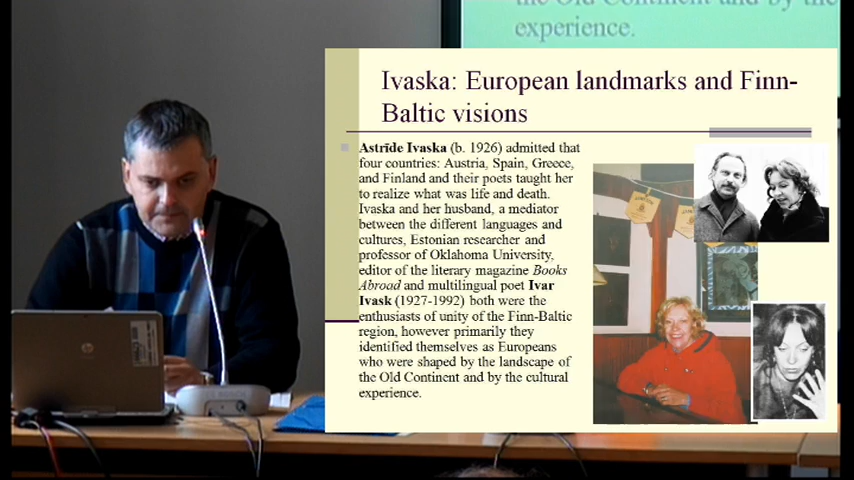 the Old Continent and by the
experience.
Ivaska: European landmarks and Finn-
Baltic visions
Astrīde Ivaska (b. 1926) admitted that
four countries: Austria, Spain, Greece,
and Finland and their poets taught her
to realize what was life and death.
Ivaska and her husband, a mediator
between the different languages and
cultures, Estonian researcher and
professor of Oklahoma University,
editor of the literary magazine Books
Abroad and multilingual poet Ivar
Ivask (1927-1992) both were the
enthusiasts of unity of the Finn-Baltic
region, however primarily they
identified themselves as Europeans
who were shaped by the landscape of
the Old Continent and by the cultural
experience.
hp